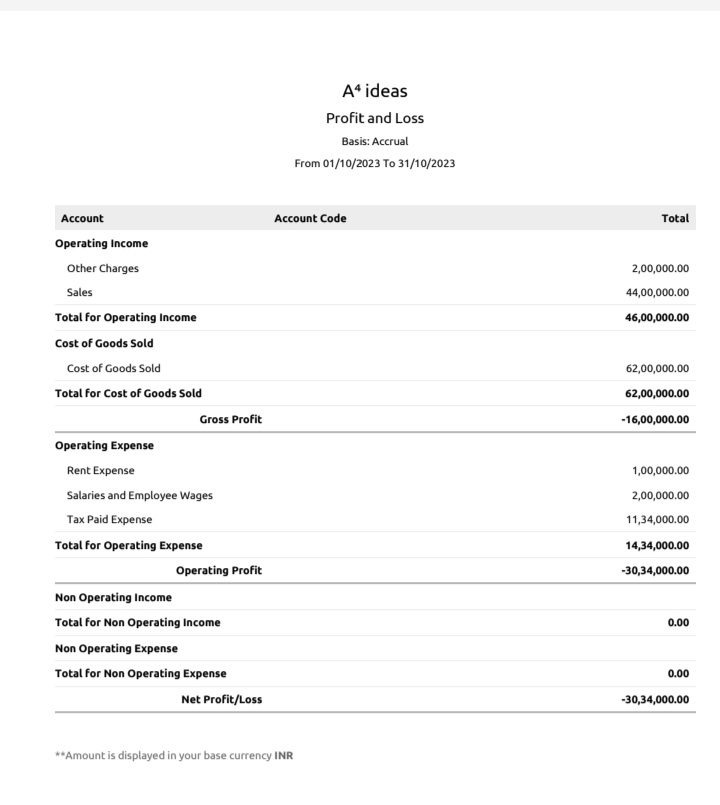 A⁴ ideas
Profit and Loss
Basis: Accrual
From 01/10/2023 To 31/10/2023
Account Account Code Total
Operating Income
Other Charges 2,00,000.00
Sales 44,00,000.00
Total for Operating Income 46,00,000.00
Cost of Goods Sold
Cost of Goods Sold 62,00,000.00
Total for Cost of Goods Sold 62,00,000.00
Gross Profit -16,00,000.00
Operating Expense
Rent Expense 1,00,000.00
Salaries and Employee Wages 2,00,000.00
Tax Paid Expense 11,34,000.00
Total for Operating Expense 14,34,000.00
Operating Profit -30,34,000.00
Non Operating Income
Total for Non Operating Income 0.00
Non Operating Expense
Total for Non Operating Expense 0.00
Net Profit/Loss -30,34,000.00
**Amount is displayed in your base currency INR